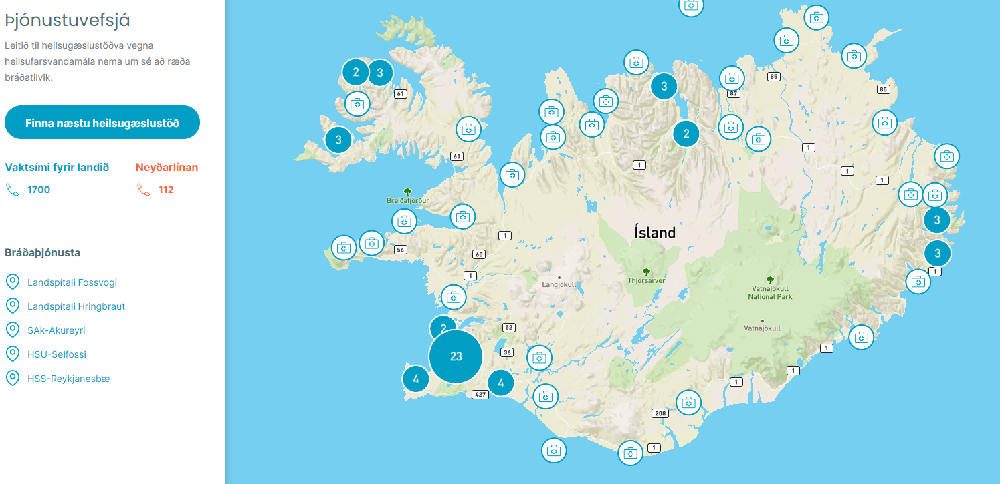 Þjónustuvefsjá
Leitið til heilsugæslustöðva vegna
heilsufarsvandamála nema um sé að ræða
bráðatilvik.
Finna næstu heilsugæslustöð
Vaktsími fyrir landið
1700
Neyðarlínan
112
Bráðaþjónusta
Landspítali Fossvogi
Landspítali Hringbraut
SAk-Akureyri
HSU-Selfossi
HSS-Reykjanesbæ
2
3
61
3
61
3
87
85
85
2
1
1
1
1
Breiðafjörður
1
56
60
1
Ísland
Langjökull
Thjorsarver
Vatnajökull
National Park
Vatnajökull
3
3
1
2
52
23
36
4
4
427
1
1
1
208
1